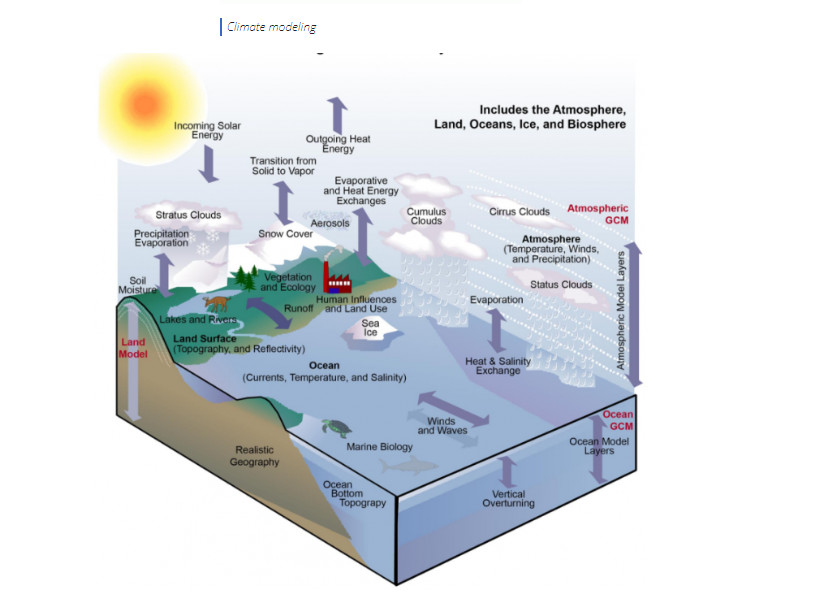 Climate modeling
Includes the Atmosphere,
Land, Oceans, Ice, and Biosphere
Incoming Solar
Energy
Outgoing Heat
Energy
Transition from
Solid to Vapor
Evaporative
and Heat Energy
Exchanges
Stratus Clouds
Precipitation
Evaporation
Snow Cover
Aerosols
Cumulus
Clouds
Cirrus Clouds
Atmospheric
GCM
Atmosphere
(Temperature, Winds,
and Precipitation)
Status Clouds
Atmospheric Model Layers
Soil
Moisture
Vegetation
and Ecology
Human Influences
and Land Use
Runoff
Lakes and Rivers
Sea
Ice
Evaporation
Land
Model
Land Surface
(Topography, and Reflectivity)
Ocean
(Currents, Temperature, and Salinity)
Heat & Salinity
Exchange
Winds
and Waves
Ocean
GCM
Ocean Model
Layers
Marine Biology
Realistic
Geography
Ocean
Bottom
Topograpy
Vertical
Overturning